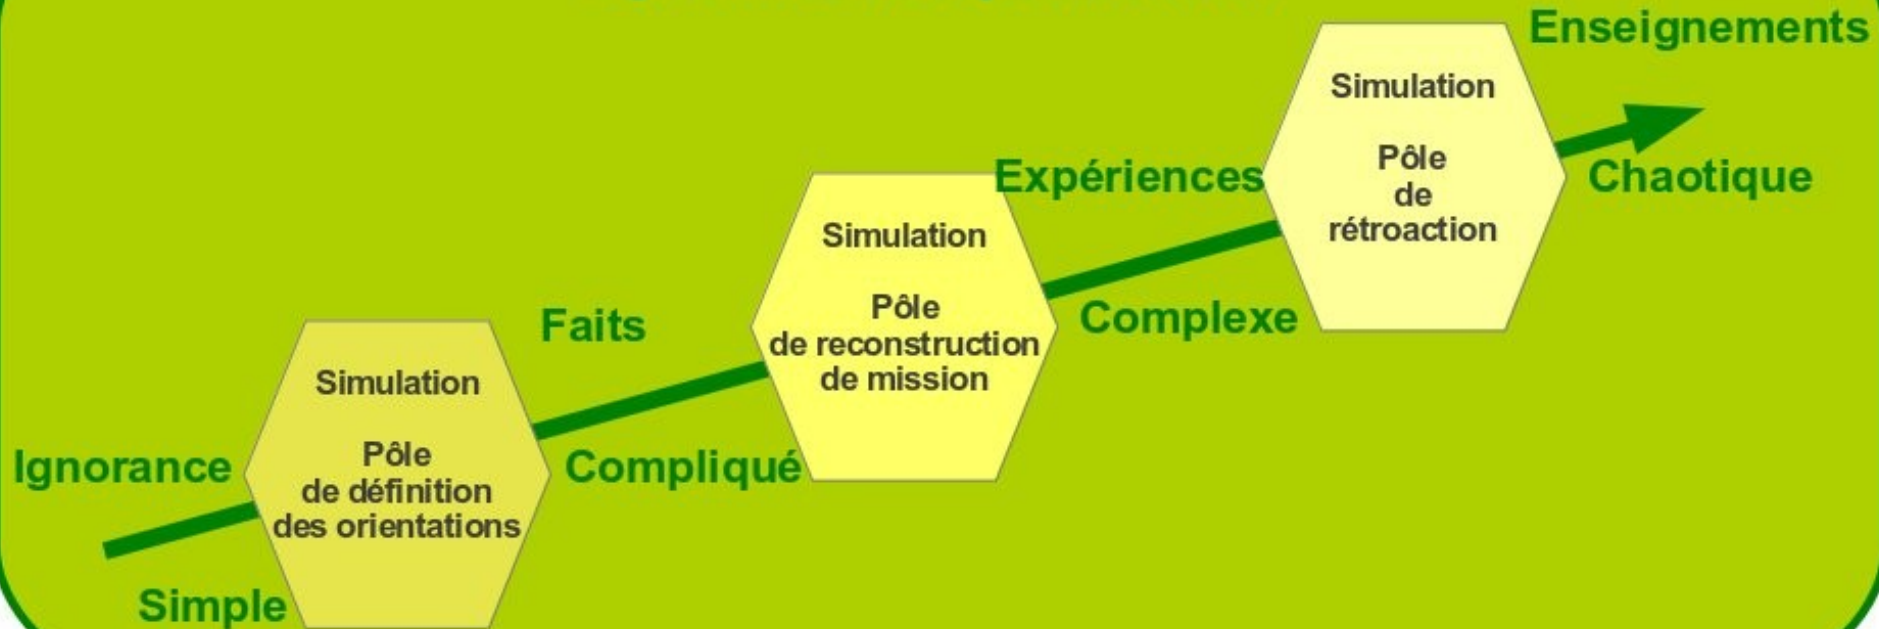 Enseignements
Simulation
Pôle
de
rétroaction
Chaotique
Expériences
Simulation
Pôle
de reconstruction
de mission
Complexe
Faits
Simulation
Pôle
de définition
des orientations
Compliqué
Ignorance
Simple